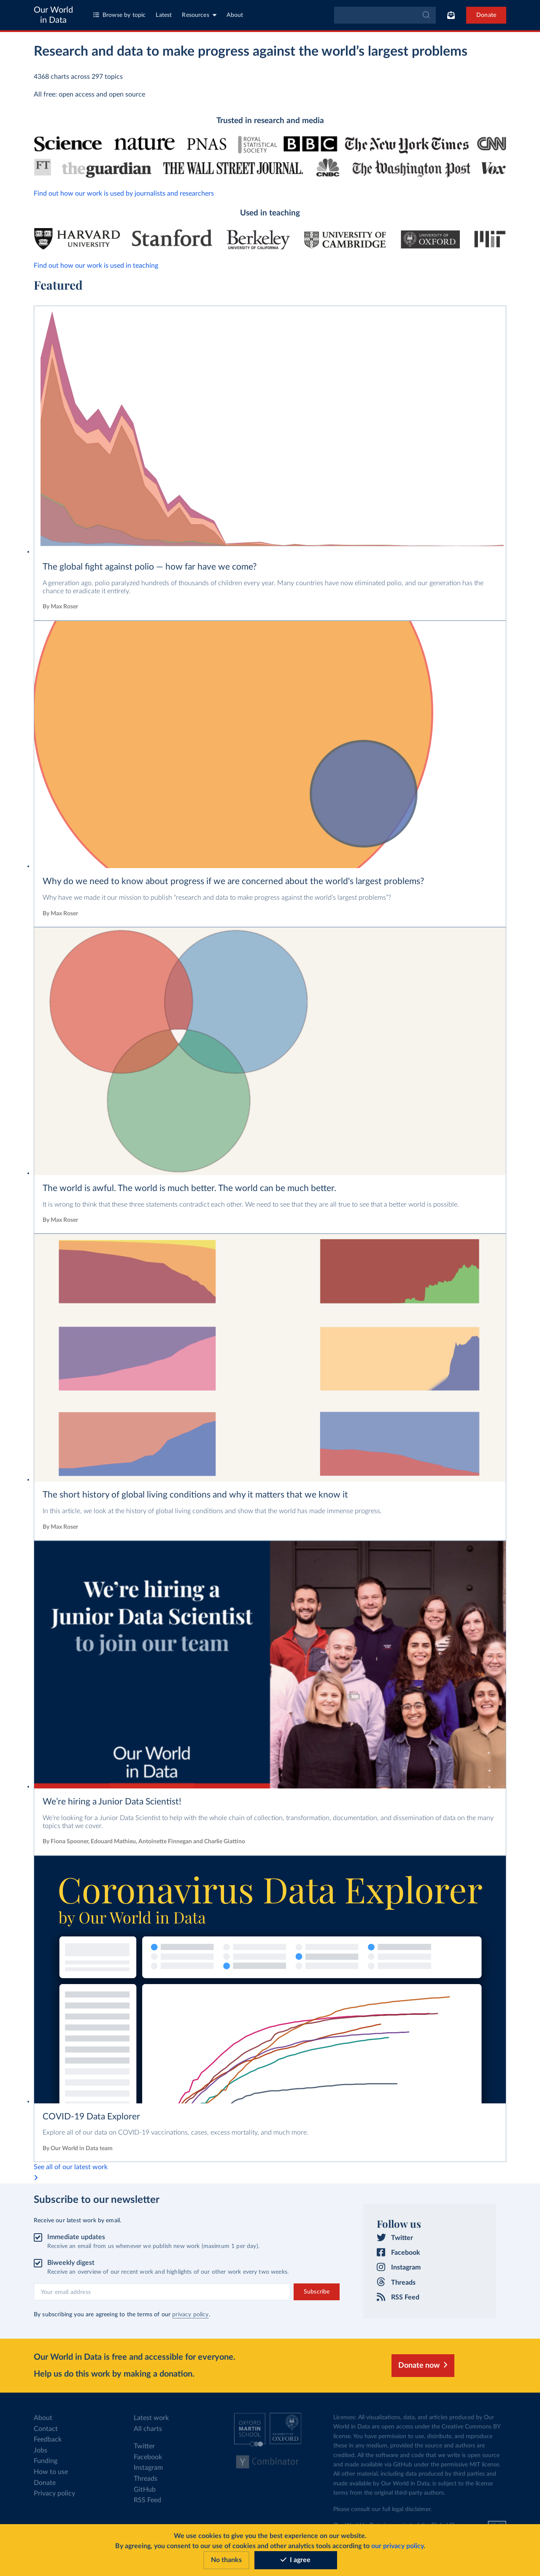 Our World
in Data
Browse by topic
Latest
Resources
About
Donate
Research and data to make progress against the world's largest problems
4368 charts across 297 topics
All free: open access and open source
Trusted in research and media
Science
nature
PNAS
ROYAL
STATISTICAL
SOCIETY
BBC
The New York Times
CNN
FT
theguardian
THE WALL STREET JOURNAL.
CNBC
The Washington Post
Vox
Find out how our work is used by journalists and researchers
Used in teaching
HARVARD
UNIVERSITY
Stanford
Berkeley
UNIVERSITY OF CALIFORNIA
UNIVERSITY OF
CAMBRIDGE
UNIVERSITY OF
OXFORD
MIT
Find out how our work is used in teaching
Featured
The global fight against polio — how far have we come?
A generation ago, polio paralyzed hundreds of thousands of children every year. Many countries have now eliminated polio, and our generation has the
chance to eradicate it entirely.
By Max Roser
Why do we need to know about progress if we are concerned about the world's largest problems?
Why have we made it our mission to publish "research and data to make progress against the world's largest problems"?
By Max Roser
The world is awful. The world is much better. The world can be much better.
It is wrong to think that these three statements contradict each other. We need to see that they are all true to see that a better world is possible.
By Max Roser
The short history of global living conditions and why it matters that we know it
In this article, we look at the history of global living conditions and show that the world has made immense progress.
By Max Roser
We're hiring a
Junior Data Scientist
to join our team
Our World
in Data
We're hiring a Junior Data Scientist!
We're looking for a Junior Data Scientist to help with the whole chain of collection, transformation, documentation, and dissemination of data on the many
topics that we cover.
By Fiona Spooner, Edouard Mathieu, Antoinette Finnegan and Charlie Giattino
Coronavirus Data Explorer
by Our World in Data
COVID-19 Data Explorer
Explore all of our data on COVID-19 vaccinations, cases, excess mortality, and much more.
By Our World in Data team
See all of our latest work
Subscribe to our newsletter
Receive our latest work by email.
Immediate updates
Receive an email from us whenever we publish new work (maximum 1 per day).
Biweekly digest
Receive an overview of our recent work and highlights of our other work every two weeks.
Your email address
Subscribe
By subscribing you are agreeing to the terms of our privacy policy.
Follow us
Twitter
Facebook
Instagram
Threads
RSS Feed
Our World in Data is free and accessible for everyone.
Help us do this work by making a donation.
Donate now
About
Contact
Feedback
Jobs
Funding
How to use
Donate
Privacy policy
Latest work
All charts
Twitter
Facebook
Instagram
Threads
GitHub
RSS Feed
OXFORD
MARTIN
SCHOOL
UNIVERSITY OF
OXFORD
Y Combinator
Licenses: All visualizations, data, and articles produced by Our
World in Data are open access under the Creative Commons BY
license. You have permission to use, distribute, and reproduce
these in any medium, provided the source and authors are
credited. All the software and code that we write is open source
and made available via GitHub under the permissive MIT license.
All other material, including data produced by third parties and
made available by Our World in Data, is subject to the license
terms from the original third-party authors.
Please consult our full legal disclaimer.
We use cookies to give you the best experience on our website.
By agreeing, you consent to our use of cookies and other analytics tools according to our privacy policy.
No thanks
I agree